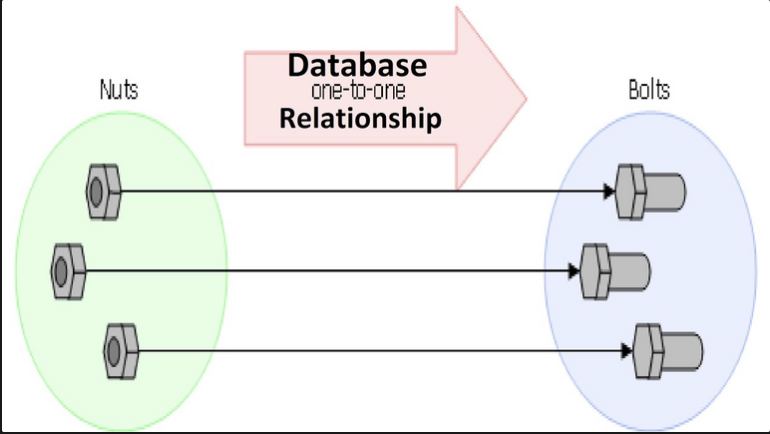 Database
one-to-one
Relationship
Nuts
Bolts